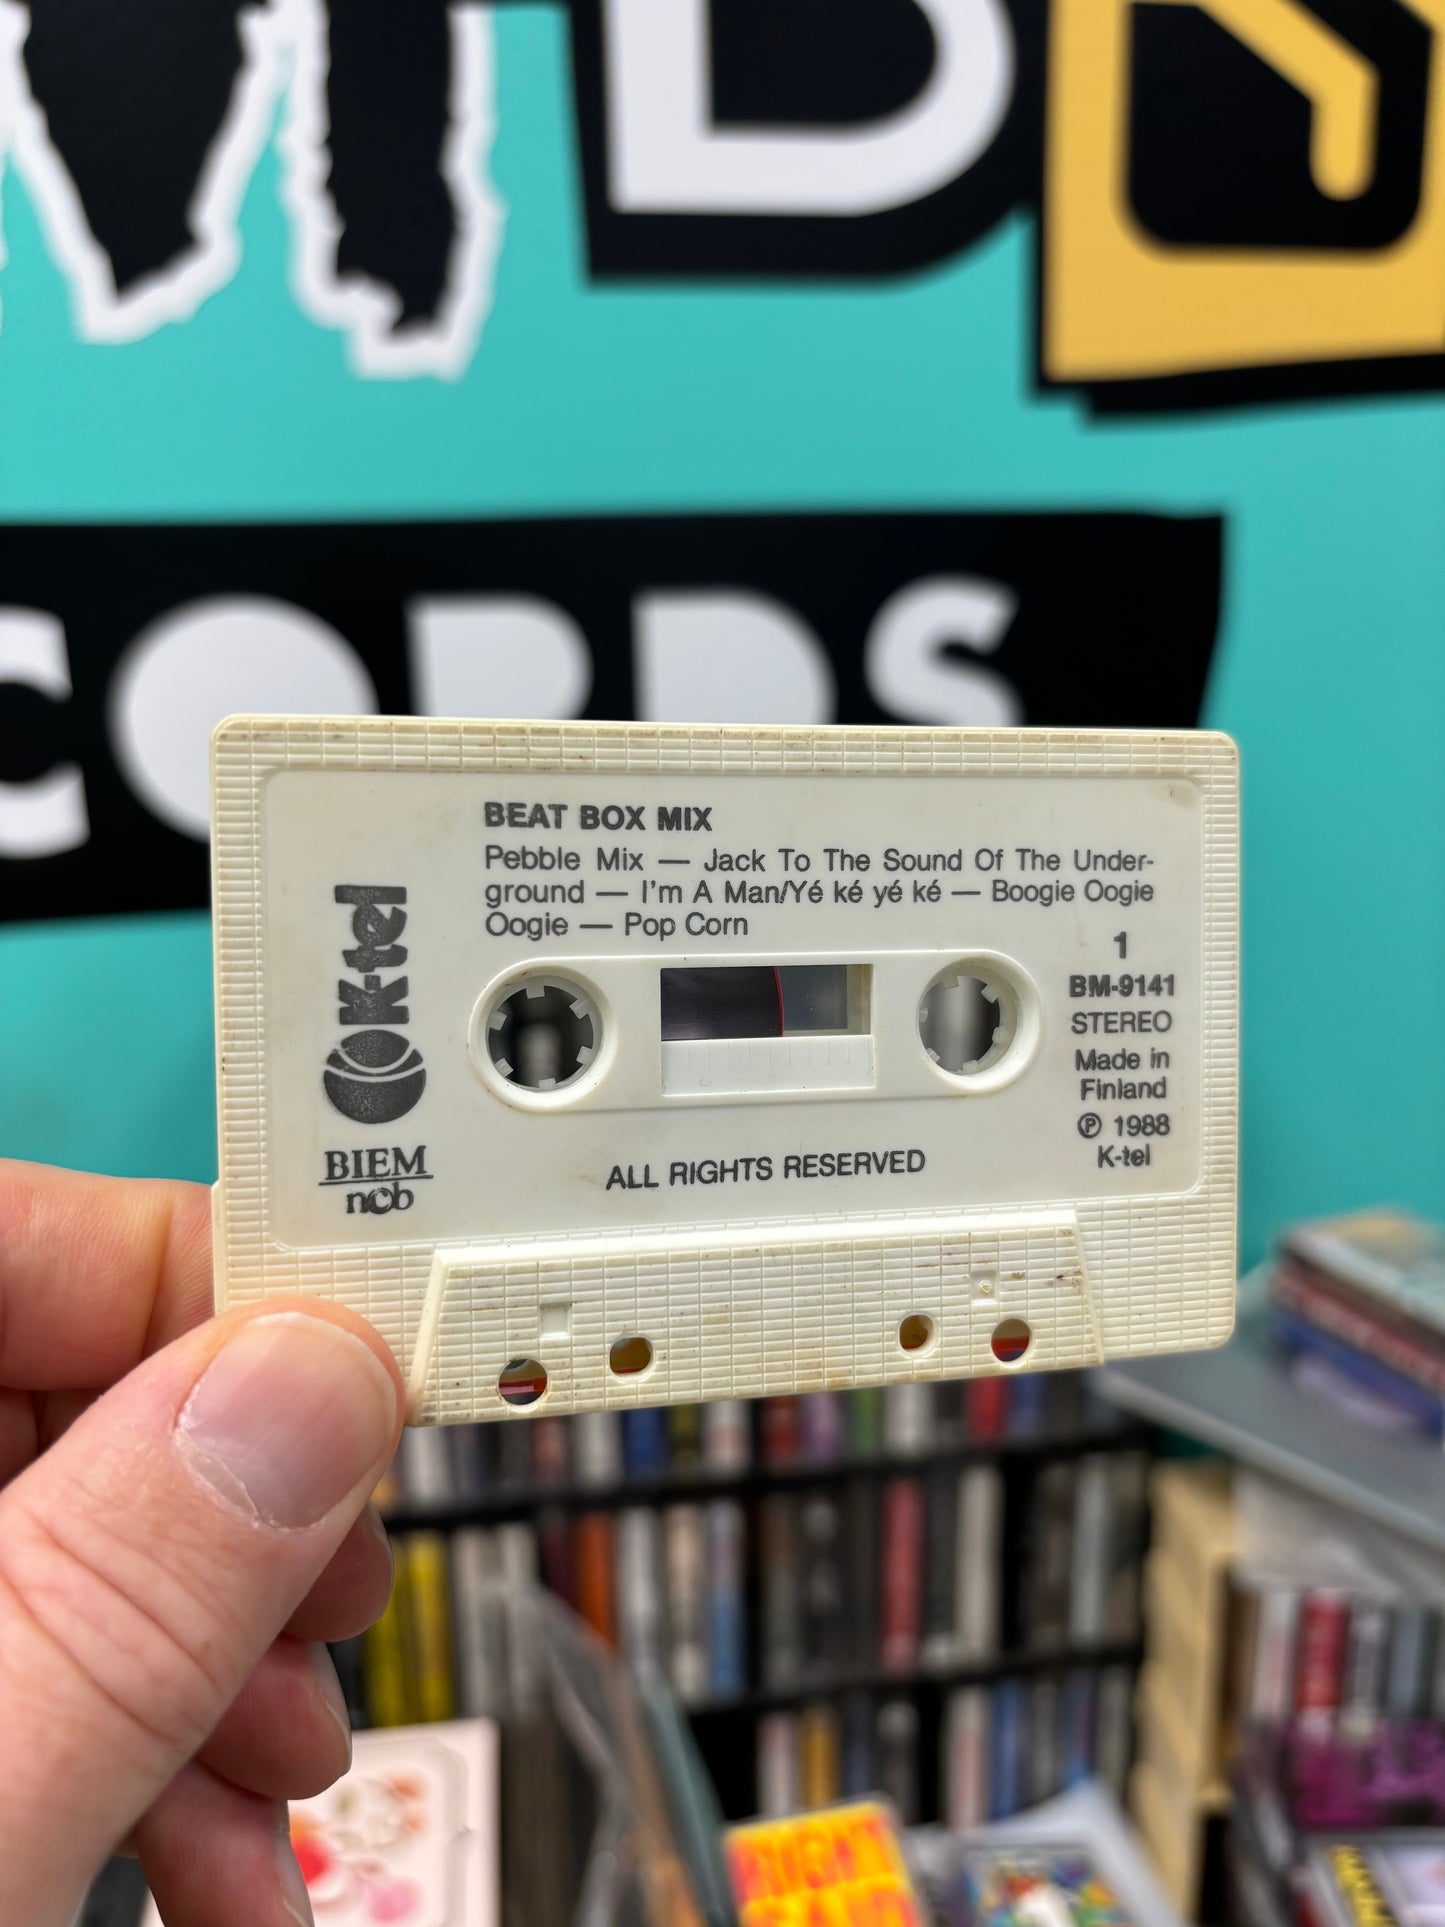 CORDS
BEAT BOX MIX
Pebble Mix — Jack To The Sound Of The Under-
ground — I'm A Man/Yé ké yé ké — Boogie Oogie
Oogie — Pop Corn
K-tel
BIEM
ncb
1
BM-9141
STEREO
Made in
Finland
℗ 1988
K-tel
ALL RIGHTS RESERVED